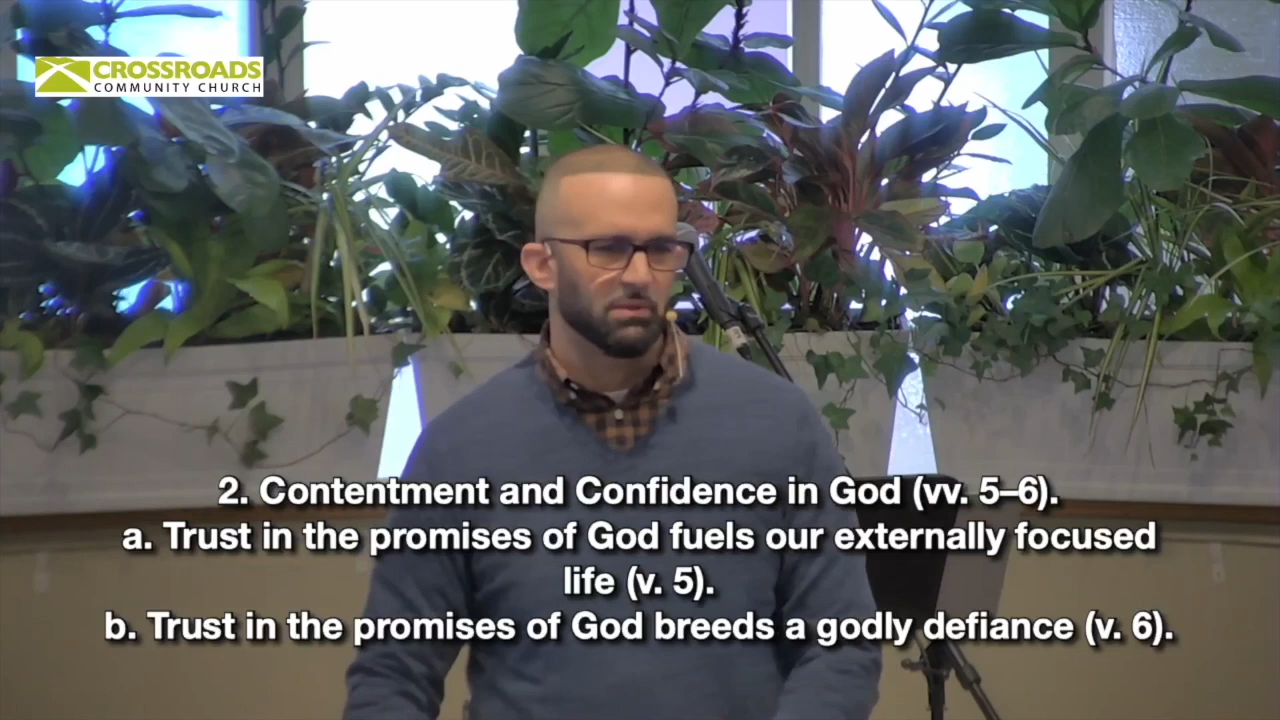 CROSSROADS
COMMUNITY CHURCH
2. Contentment and Confidence in God (vv. 5–6).
a. Trust in the promises of God fuels our externally focused
life (v. 5).
b. Trust in the promises of God breeds a godly defiance (v. 6).